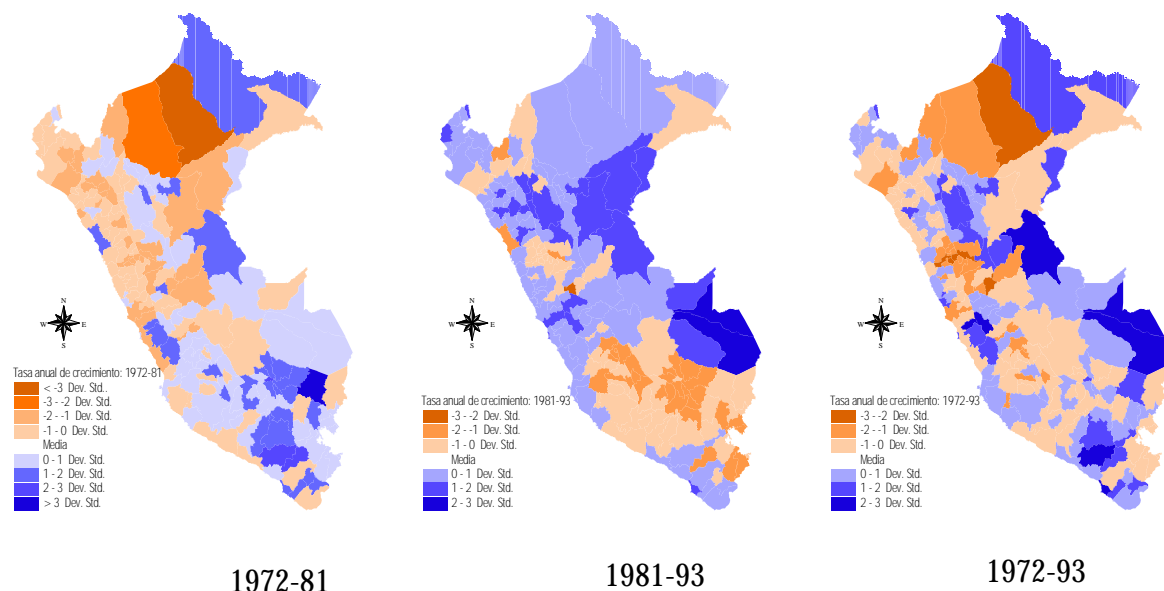 N
W E
S
Tasa anual de crecimiento: 1972-81
< -3 Dev. Std..
-3 - -2 Dev. Std.
-2 - -1 Dev. Std.
-1 - 0 Dev. Std.
Media
0 - 1 Dev. Std.
1 - 2 Dev. Std.
2 - 3 Dev. Std.
> 3 Dev. Std.
1972-81
N
W E
S
Tasa anual de crecimiento: 1981-93
-3 - -2 Dev. Std.
-2 - -1 Dev. Std.
-1 - 0 Dev. Std.
Media
0 - 1 Dev. Std.
1 - 2 Dev. Std.
2 - 3 Dev. Std.
1981-93
N
W E
S
Tasa anual de crecimiento: 1972-93
-3 - -2 Dev. Std.
-2 - -1 Dev. Std.
-1 - 0 Dev. Std.
Media
0 - 1 Dev. Std.
1 - 2 Dev. Std.
2 - 3 Dev. Std.
1972-93